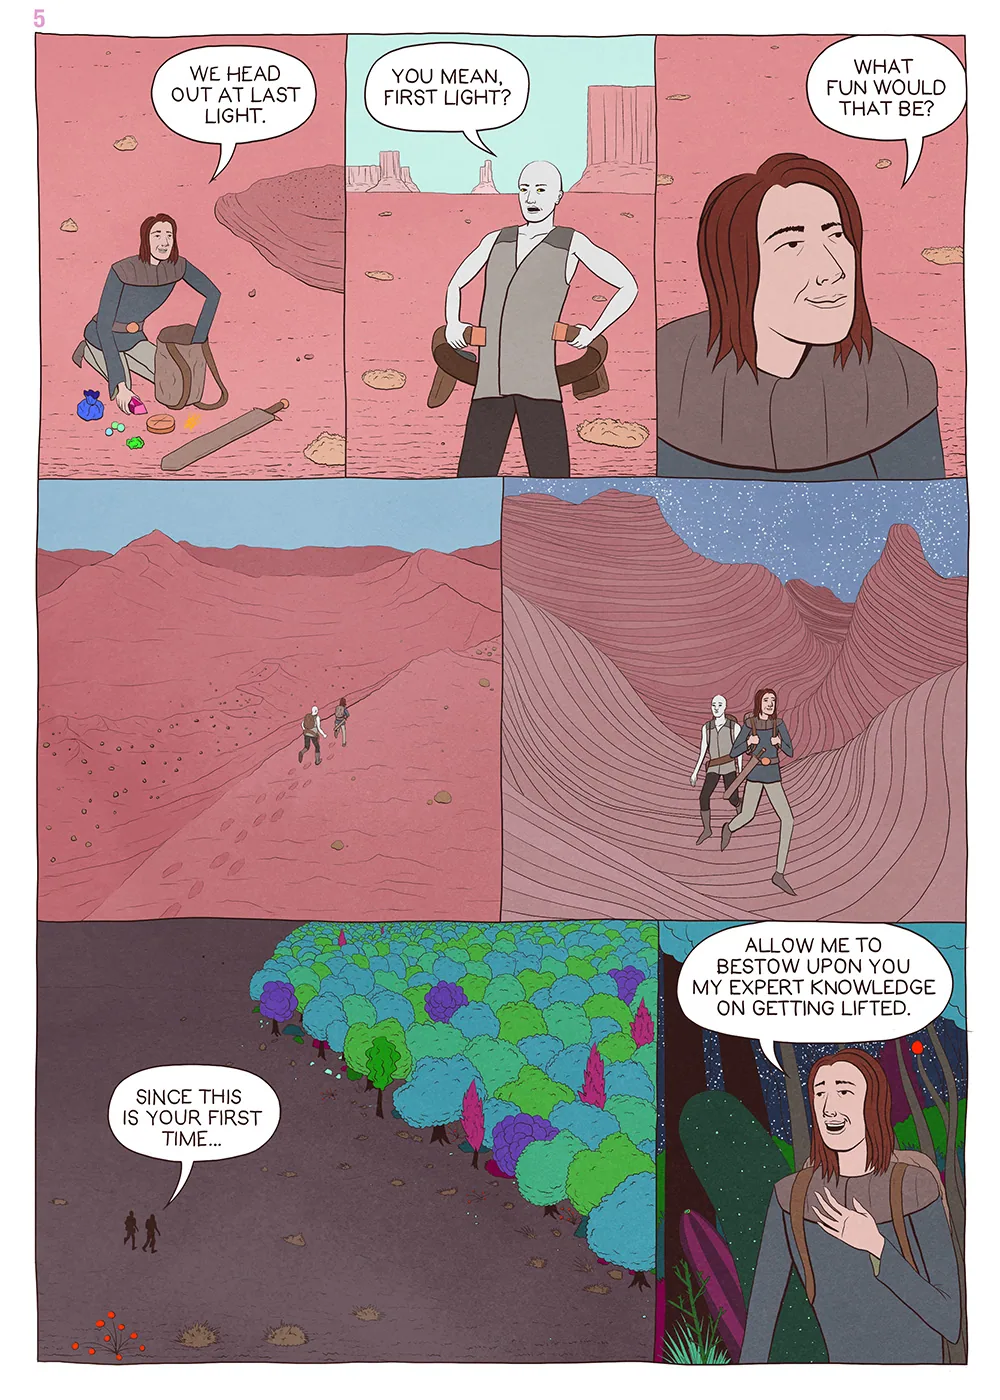 5
WE HEAD
OUT AT LAST
LIGHT.
YOU MEAN,
FIRST LIGHT?
WHAT
FUN WOULD
THAT BE?
SINCE THIS
IS YOUR FIRST
TIME...
ALLOW ME TO
BESTOW UPON YOU
MY EXPERT KNOWLEDGE
ON GETTING LIFTED.